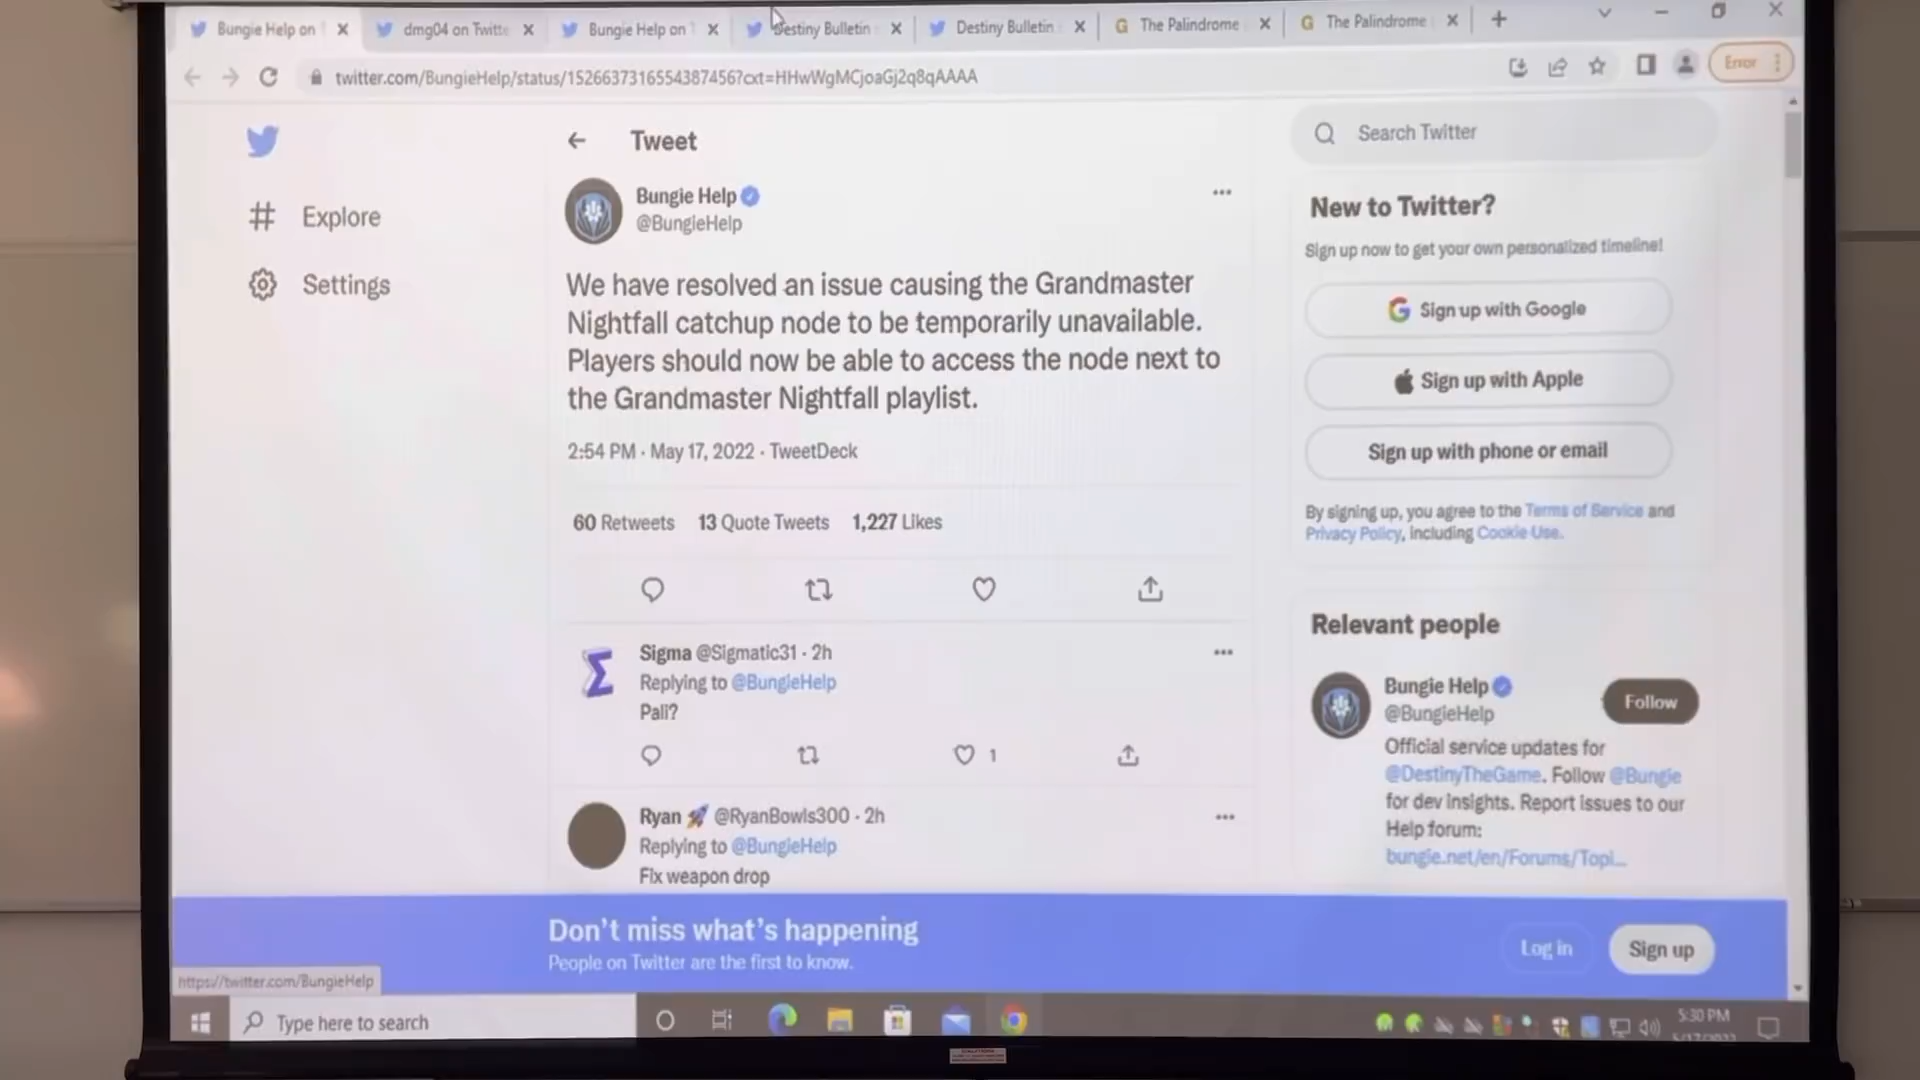 Bungie Help on
dmg04 on Twitte
Bungie Help on
Destiny Bulletin
Destiny Bulletin
The Palindrome
The Palindrome
twitter.com/BungieHelp/status/1526637316554387456?cxt=HHwWgMCjoaGj2q8qAAAA
Error
Explore
Settings
Tweet
Bungie Help
@BungieHelp
We have resolved an issue causing the Grandmaster
Nightfall catchup node to be temporarily unavailable.
Players should now be able to access the node next to
the Grandmaster Nightfall playlist.
2:54 PM · May 17, 2022 · TweetDeck
60 Retweets 13 Quote Tweets 1,227 Likes
Sigma @Sigmatic31 · 2h
Replying to @BungieHelp
Pali?
1
Ryan 🚀 @RyanBowls300 · 2h
Replying to @BungieHelp
Fix weapon drop
Search Twitter
New to Twitter?
Sign up now to get your own personalized timeline!
Sign up with Google
Sign up with Apple
Sign up with phone or email
By signing up, you agree to the Terms of Service and
Privacy Policy, including Cookie Use.
Relevant people
Bungie Help
@BungieHelp
Follow
Official service updates for
@DestinyTheGame. Follow @Bungie
for dev insights. Report issues to our
Help forum:
bungie.net/en/Forums/Topi...
Don't miss what's happening
People on Twitter are the first to know.
Log in
Sign up
https://twitter.com/BungieHelp
Type here to search
5:30 PM